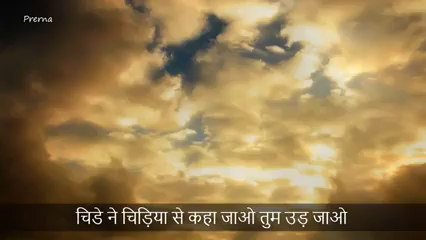 Prerna
चिडे ने चिड़िया से कहा जाओ तुम उड़ जाओ